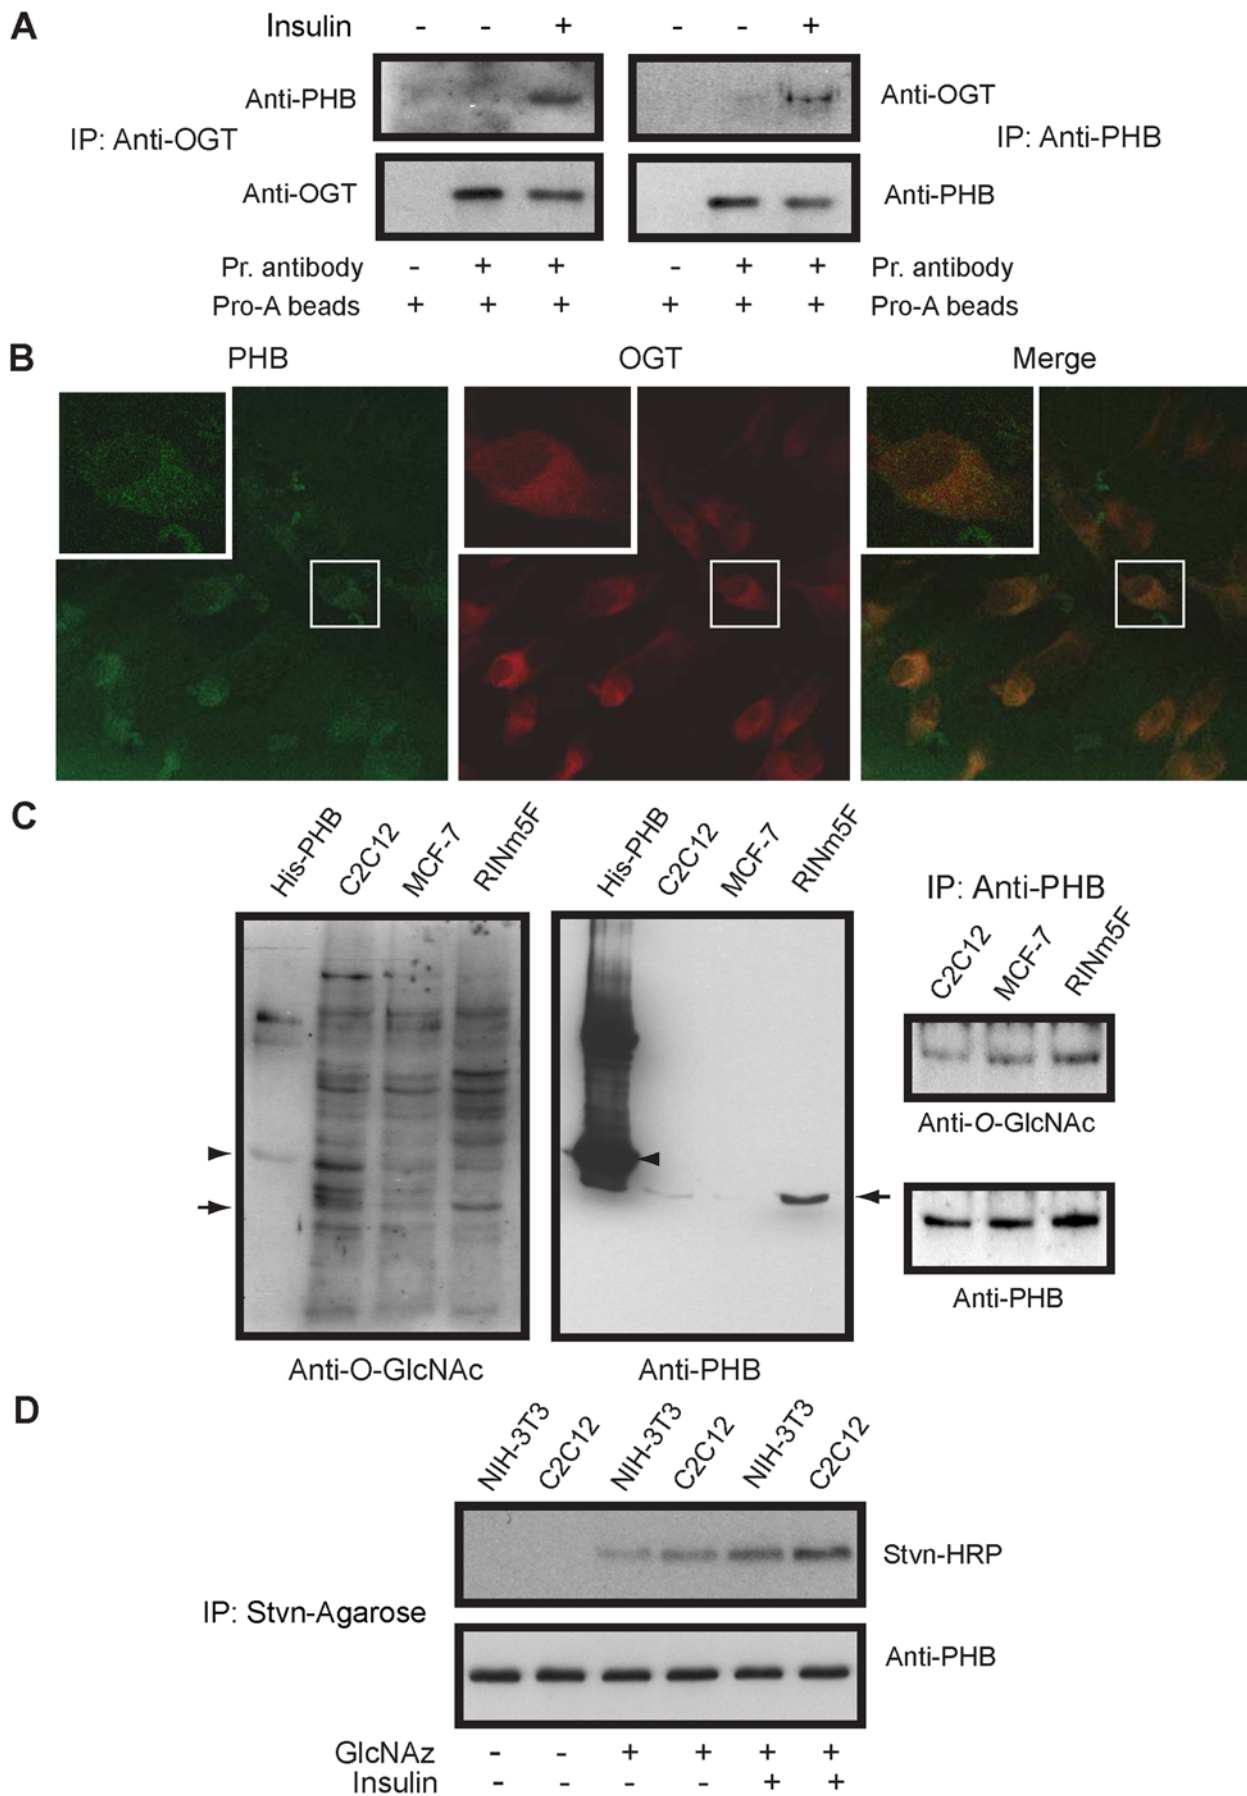 A
Insulin - - + - - +
Anti-PHB
Anti-OGT
IP: Anti-OGT
IP: Anti-PHB
Anti-OGT
Anti-PHB
Pr. antibody - + + - + + Pr. antibody
Pro-A beads + + + + + + Pro-A beads
B
PHB
OGT
Merge
C
His-PHB
C2C12
MCF-7
RINm5F
His-PHB
C2C12
MCF-7
RINm5F
IP: Anti-PHB
C2C12
MCF-7
RINm5F
Anti-O-GlcNAc
Anti-PHB
Anti-O-GlcNAc
Anti-PHB
D
NIH-3T3
C2C12
NIH-3T3
C2C12
NIH-3T3
C2C12
Stvn-HRP
IP: Stvn-Agarose
Anti-PHB
GlcNAz - - + + + +
Insulin - - - - + +